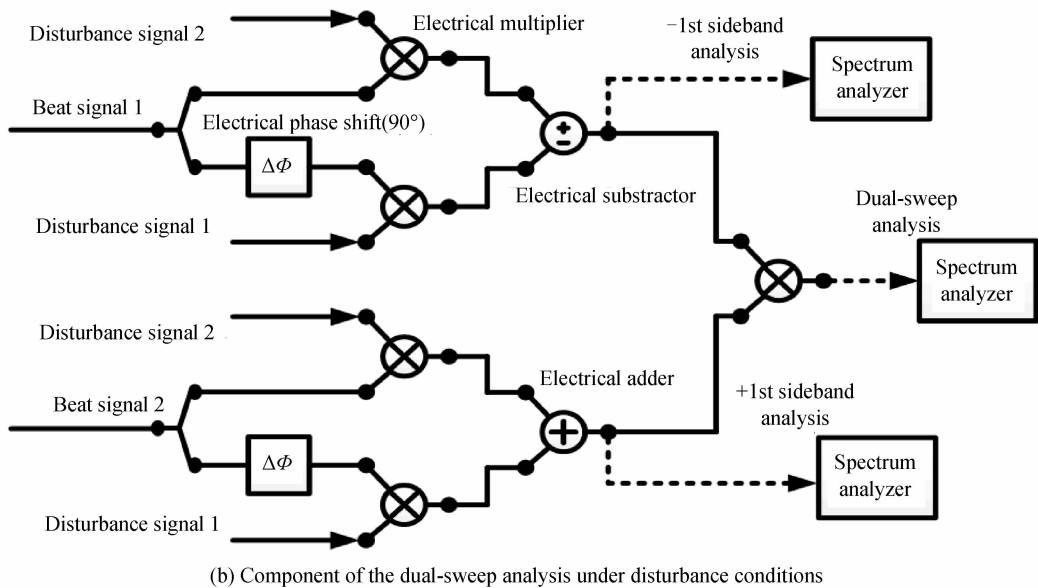 Disturbance signal 2
Electrical multiplier
−1st sideband
analysis
Spectrum
analyzer
Beat signal 1
Electrical phase shift(90°)
ΔΦ
Electrical substractor
Disturbance signal 1
Dual-sweep
analysis
Spectrum
analyzer
Disturbance signal 2
Electrical adder
Beat signal 2
+1st sideband
analysis
ΔΦ
Spectrum
analyzer
Disturbance signal 1
(b) Component of the dual-sweep analysis under disturbance conditions